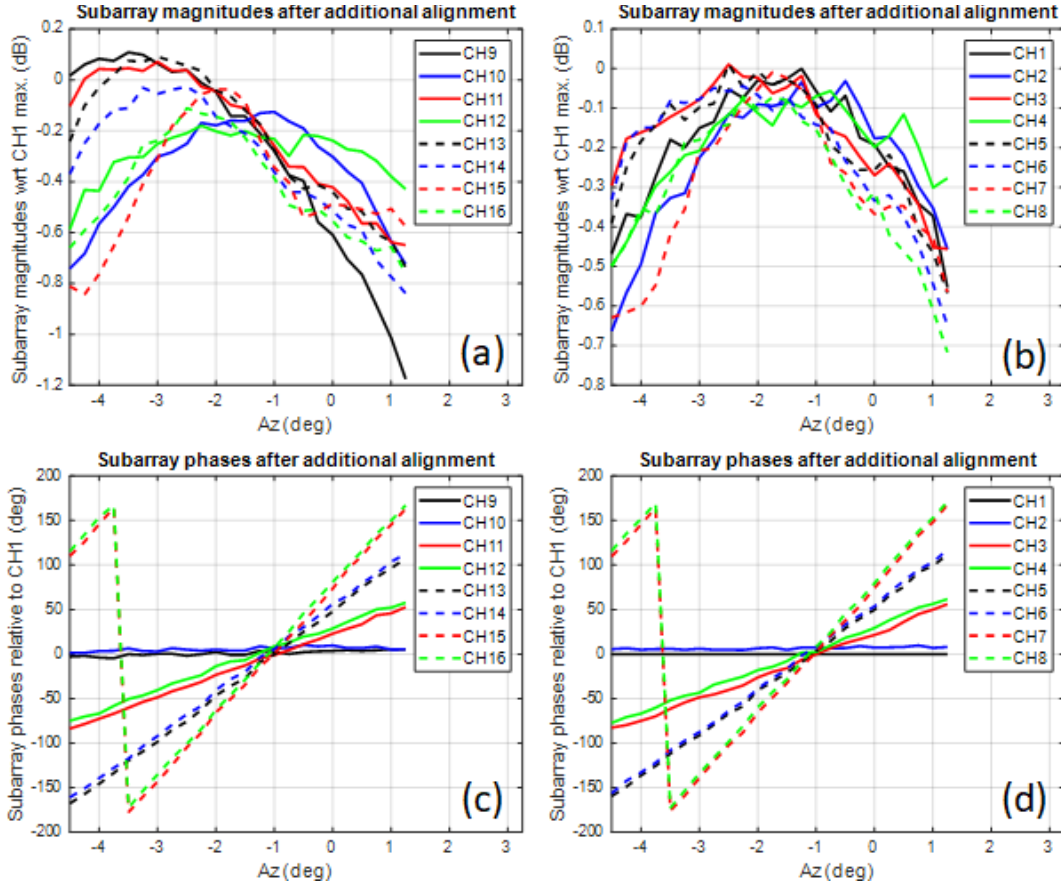 Subarray magnitudes after additional alignment
Subarray magnitudes wrt CH1 max. (dB)
0.2
0
-0.2
-0.4
-0.6
-0.8
-1
-1.2
CH9
CH10
CH11
CH12
CH13
CH14
CH15
CH16
(a)
-4 -3 -2 -1 0 1 2 3
Az (deg)
Subarray magnitudes after additional alignment
Subarray magnitudes wrt CH1 max. (dB)
0.1
0
-0.1
-0.2
-0.3
-0.4
-0.5
-0.6
-0.7
-0.8
CH1
CH2
CH3
CH4
CH5
CH6
CH7
CH8
(b)
-4 -3 -2 -1 0 1 2 3
Az (deg)
Subarray phases after additional alignment
Subarray phases relative to CH1 (deg)
200
150
100
50
0
-50
-100
-150
-200
CH9
CH10
CH11
CH12
CH13
CH14
CH15
CH16
(c)
-4 -3 -2 -1 0 1 2 3
Az (deg)
Subarray phases after additional alignment
Subarray phases relative to CH1 (deg)
200
150
100
50
0
-50
-100
-150
-200
CH1
CH2
CH3
CH4
CH5
CH6
CH7
CH8
(d)
-4 -3 -2 -1 0 1 2 3
Az (deg)